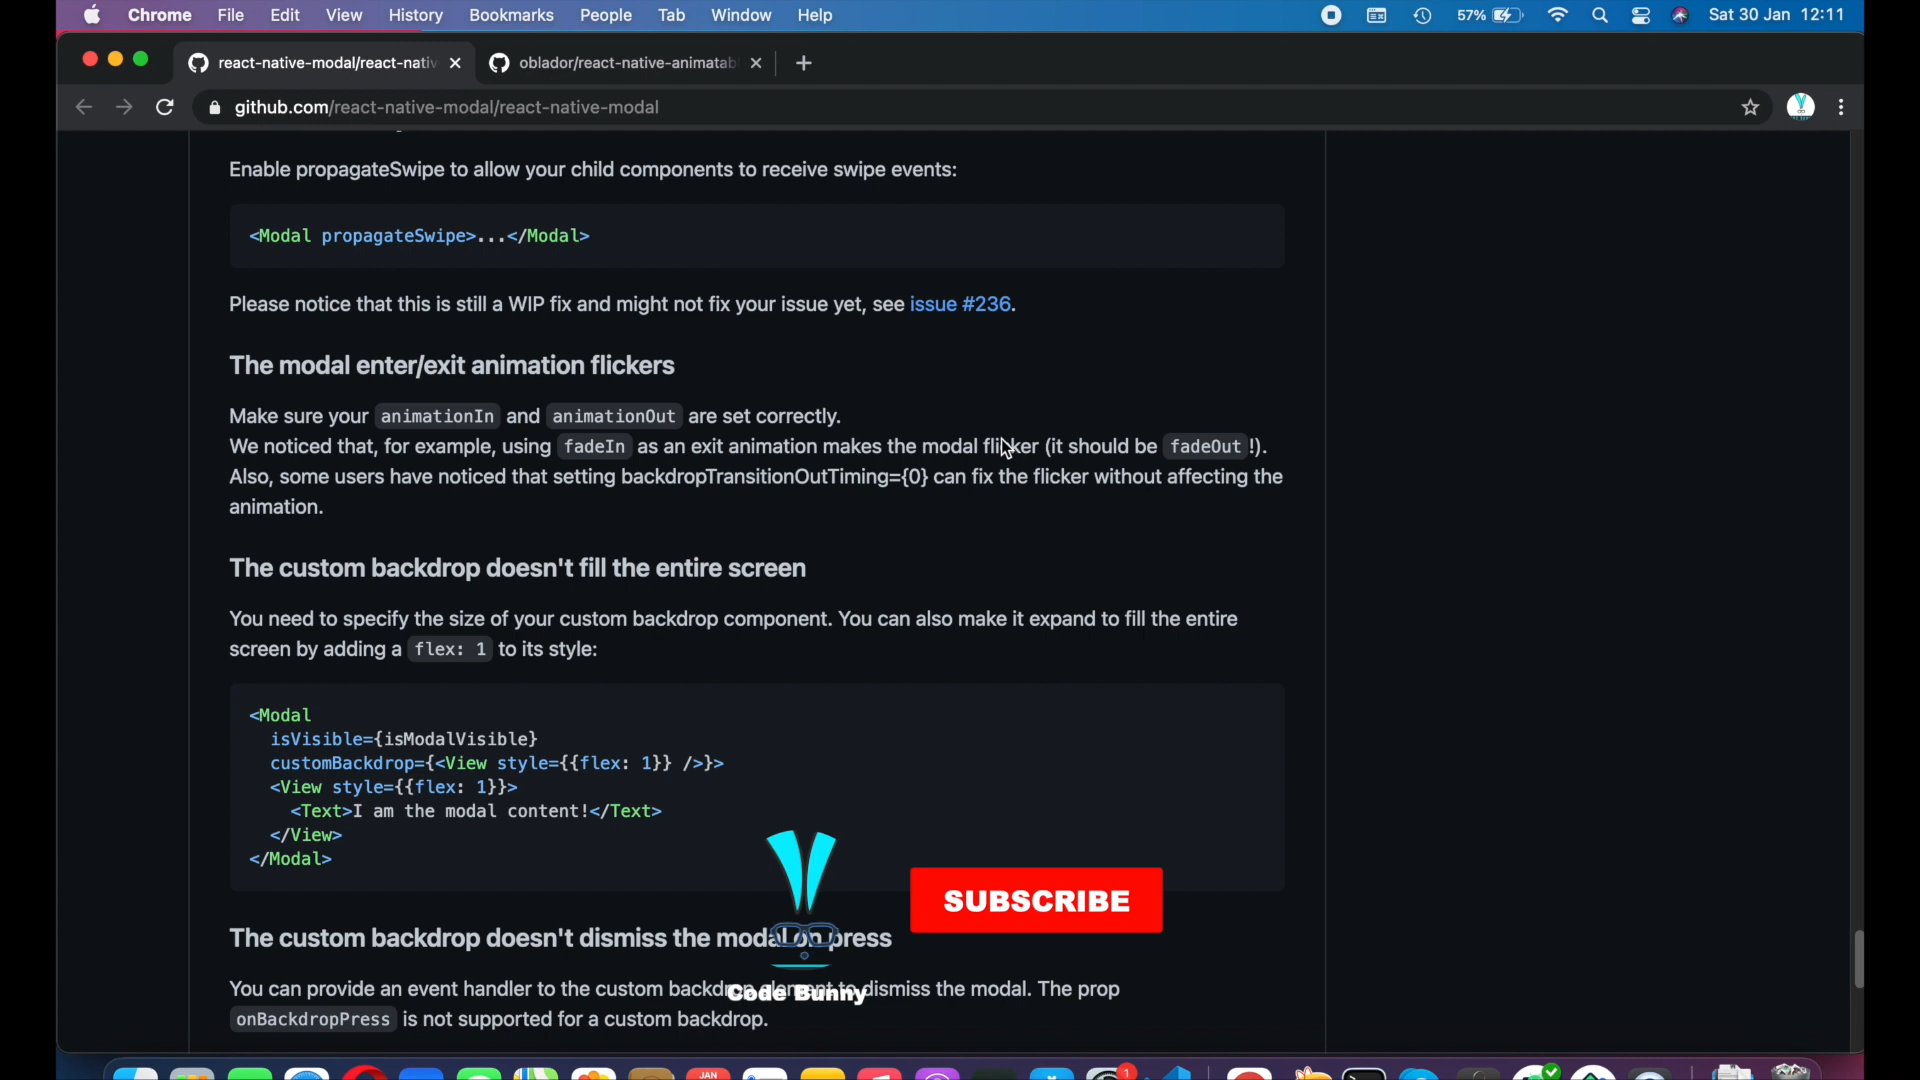 Chrome File Edit View History Bookmarks People Tab Window Help 57% Sat 30 Jan 12:11
react-native-modal/react-nativ oblador/react-native-animatab
github.com/react-native-modal/react-native-modal
Enable propagateSwipe to allow your child components to receive swipe events:
<Modal propagateSwipe>...</Modal>
Please notice that this is still a WIP fix and might not fix your issue yet, see issue #236.
The modal enter/exit animation flickers
Make sure your animationIn and animationOut are set correctly.
We noticed that, for example, using fadeIn as an exit animation makes the modal flicker (it should be fadeOut !).
Also, some users have noticed that setting backdropTransitionOutTiming={0} can fix the flicker without affecting the
animation.
The custom backdrop doesn't fill the entire screen
You need to specify the size of your custom backdrop component. You can also make it expand to fill the entire
screen by adding a flex: 1 to its style:
<Modal
isVisible={isModalVisible}
customBackdrop={<View style={{flex: 1}} />}>
<View style={{flex: 1}}>
<Text>I am the modal content!</Text>
</View>
</Modal>
SUBSCRIBE
The custom backdrop doesn't dismiss the modal on press
You can provide an event handler to the custom backdrop element to dismiss the modal. The prop
Code Bunny
onBackdropPress is not supported for a custom backdrop.
JAN
1